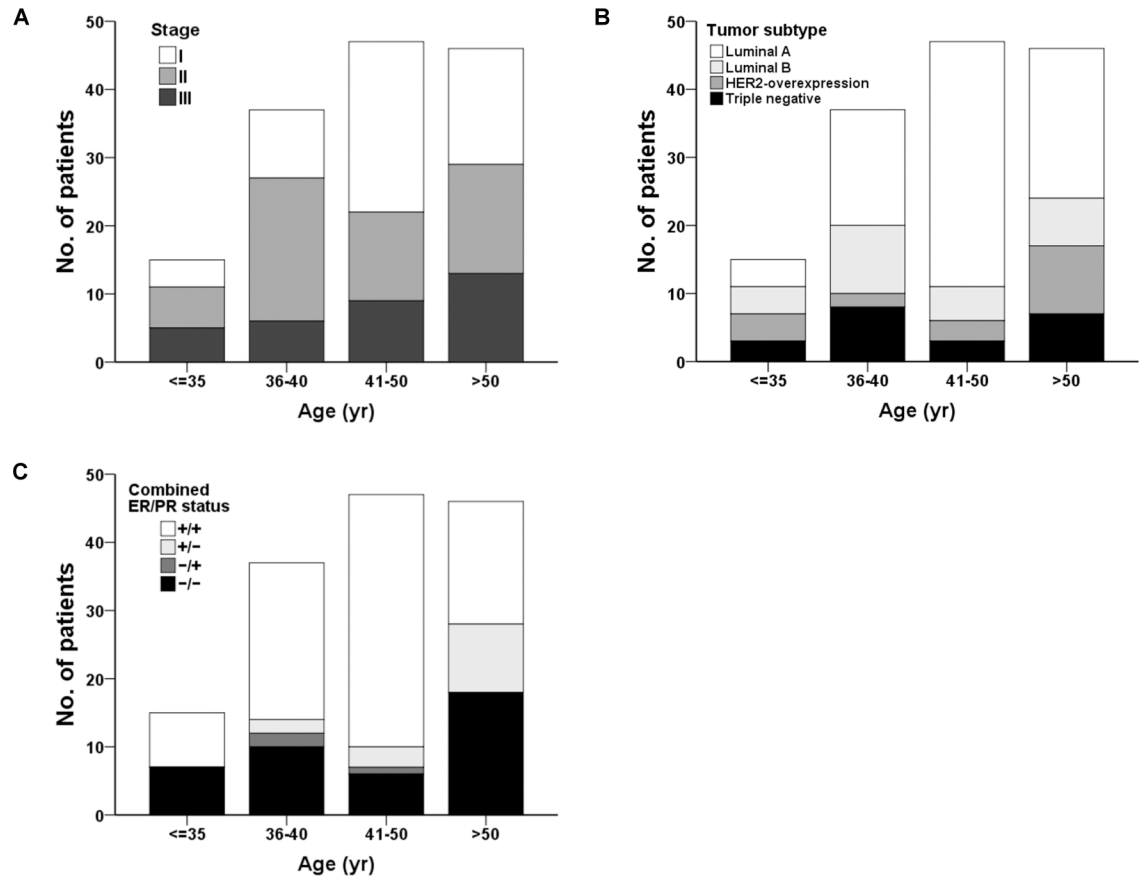 A
Stage
I
II
III
50
40
30
20
10
0
No. of patients
<=35 36-40 41-50 >50
Age (yr)
B
Tumor subtype
Luminal A
Luminal B
HER2-overexpression
Triple negative
50
40
30
20
10
0
No. of patients
<=35 36-40 41-50 >50
Age (yr)
C
Combined
ER/PR status
+/+
+/−
−/+
−/−
50
40
30
20
10
0
No. of patients
<=35 36-40 41-50 >50
Age (yr)